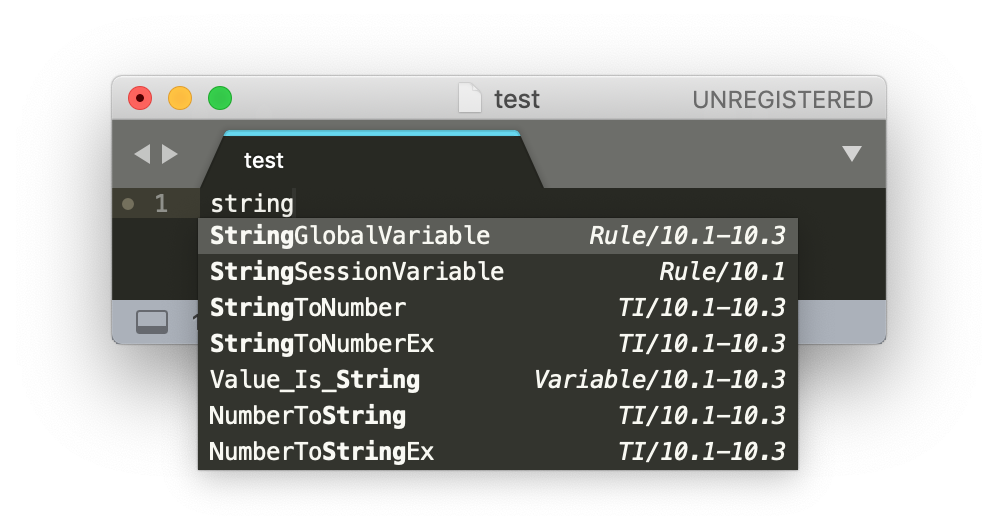 test
UNREGISTERED
test
1 string
StringGlobalVariable Rule/10.1–10.3
StringSessionVariable Rule/10.1
StringToNumber TI/10.1–10.3
StringToNumberEx TI/10.1–10.3
Value_Is_String Variable/10.1–10.3
NumberToString TI/10.1–10.3
NumberToStringEx TI/10.1–10.3